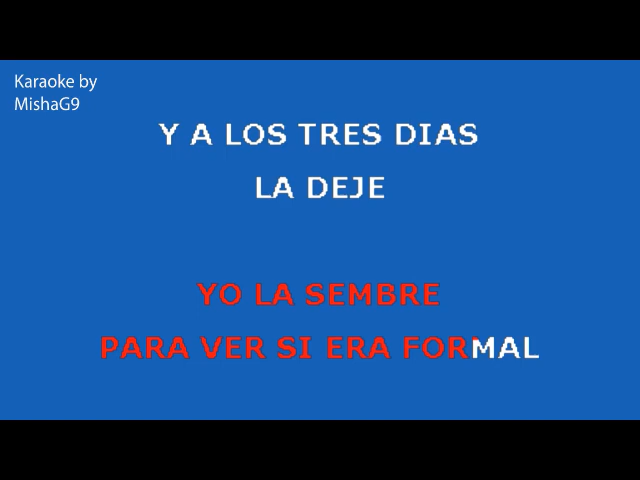 Karaoke by
MishaG9
Y A LOS TRES DIAS
LA DEJE
YO LA SEMBRE
PARA VER SI ERA FORMAL